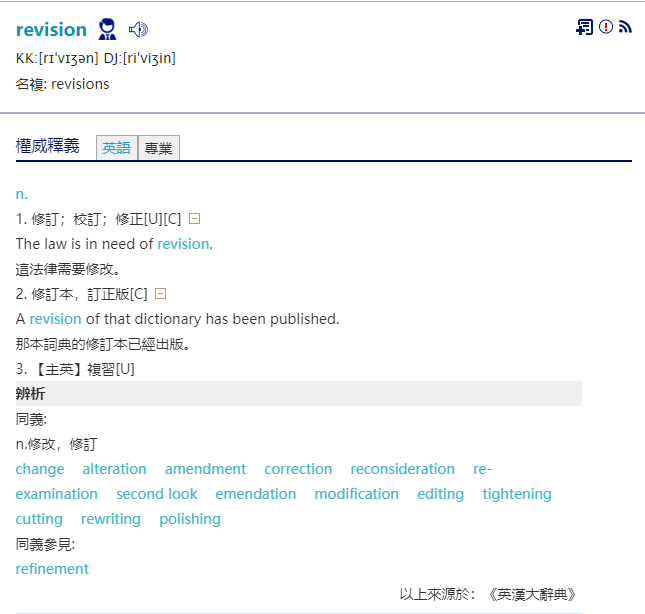 revision
KK:[rɪˈvɪʒən] DJ:[riˈviʒin]
名複: revisions
權威釋義 英語 專業
n.
1. 修訂；校訂；修正[U][C]
The law is in need of revision.
這法律需要修改。
2. 修訂本，訂正版[C]
A revision of that dictionary has been published.
那本詞典的修訂本已經出版。
3. 【主英】複習[U]
辨析
同義:
n.修改，修訂
change alteration amendment correction reconsideration re-
examination second look emendation modification editing tightening
cutting rewriting polishing
同義參見:
refinement
以上來源於：《英漢大辭典》